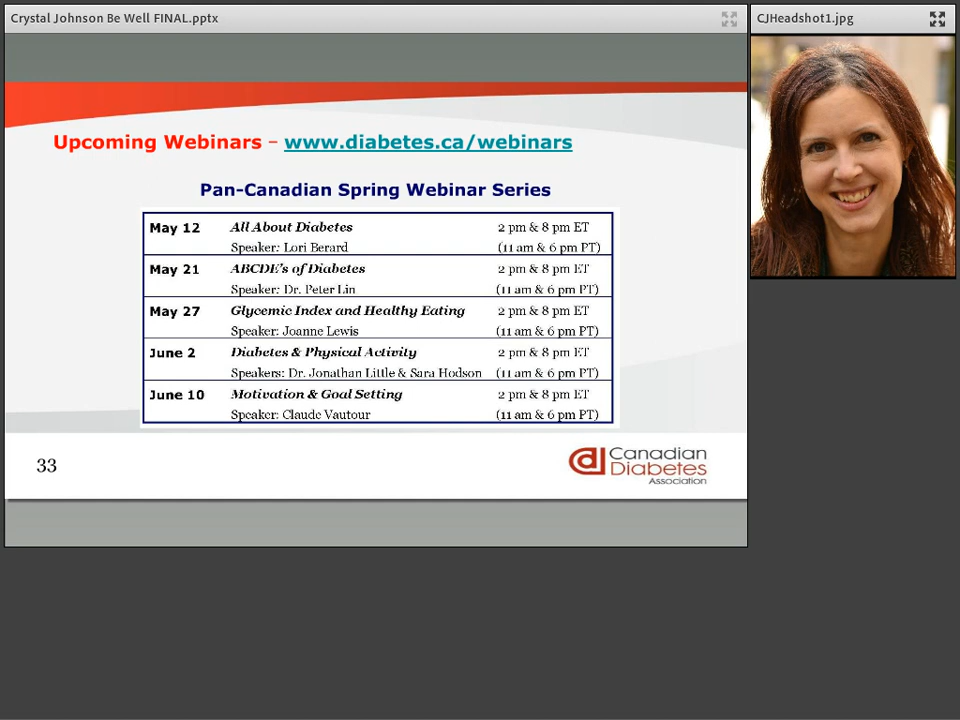 Crystal Johnson Be Well FINAL.pptx
CJHeadshot1.jpg
Upcoming Webinars – www.diabetes.ca/webinars
Pan-Canadian Spring Webinar Series
May 12 All About Diabetes 2 pm & 8 pm ET
Speaker: Lori Berard (11 am & 6 pm PT)
May 21 ABCDE's of Diabetes 2 pm & 8 pm ET
Speaker: Dr. Peter Lin (11 am & 6 pm PT)
May 27 Glycemic Index and Healthy Eating 2 pm & 8 pm ET
Speaker: Joanne Lewis (11 am & 6 pm PT)
June 2 Diabetes & Physical Activity 2 pm & 8 pm ET
Speakers: Dr. Jonathan Little & Sara Hodson (11 am & 6 pm PT)
June 10 Motivation & Goal Setting 2 pm & 8 pm ET
Speaker: Claude Vautour (11 am & 6 pm PT)
33
Canadian
Diabetes
Association